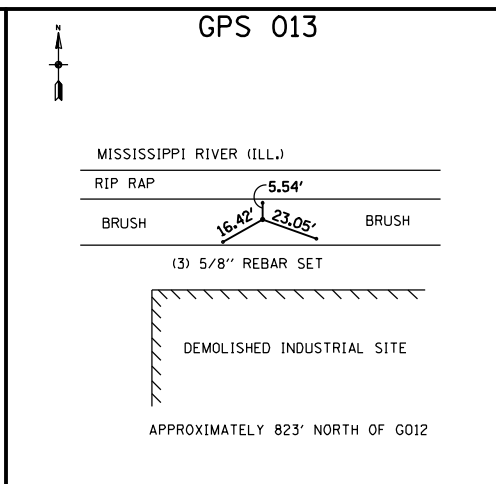 GPS 013
N
MISSISSIPPI RIVER (ILL.)
RIP RAP
5.54'
BRUSH
16.42'
23.05'
BRUSH
(3) 5/8" REBAR SET
DEMOLISHED INDUSTRIAL SITE
APPROXIMATELY 823' NORTH OF G012